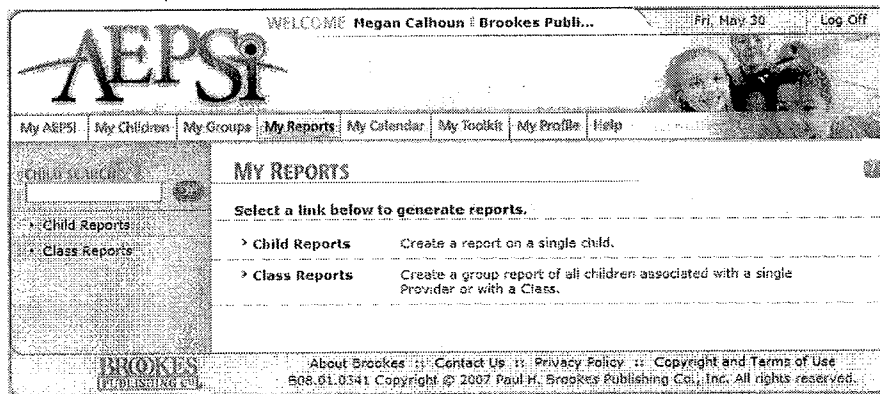 WELCOME Megan Calhoun | Brookes Publi...
Fri, May 30
Log Off
AEPSi
My AEPSI
My Children
My Groups
My Reports
My Calendar
My Toolkit
My Profile
Help
CHILD SEARCH
› Child Reports
› Class Reports
MY REPORTS
?
Select a link below to generate reports.
› Child Reports Create a report on a single child.
› Class Reports Create a group report of all children associated with a single
Provider or with a Class.
BROOKES
PUBLISHING CO.
About Brookes :: Contact Us :: Privacy Policy :: Copyright and Terms of Use
B08.01.0341 Copyright © 2007 Paul H. Brookes Publishing Co., Inc. All rights reserved.